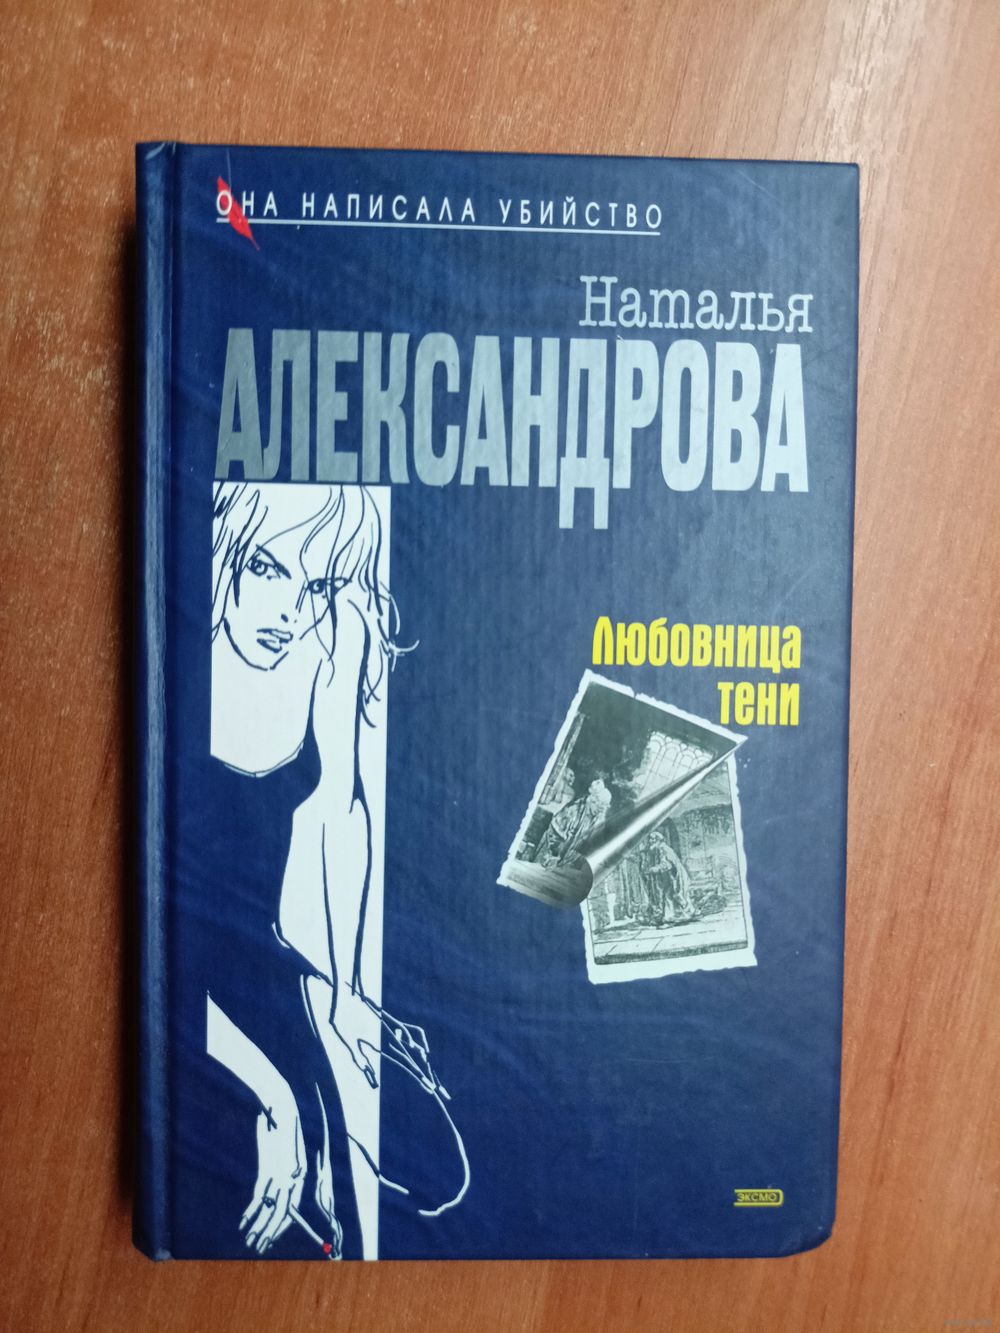 ОНА НАПИСАЛА УБИЙСТВО
Наталья
АЛЕКСАНДРОВА
Любовница
тени
ЭКСМО